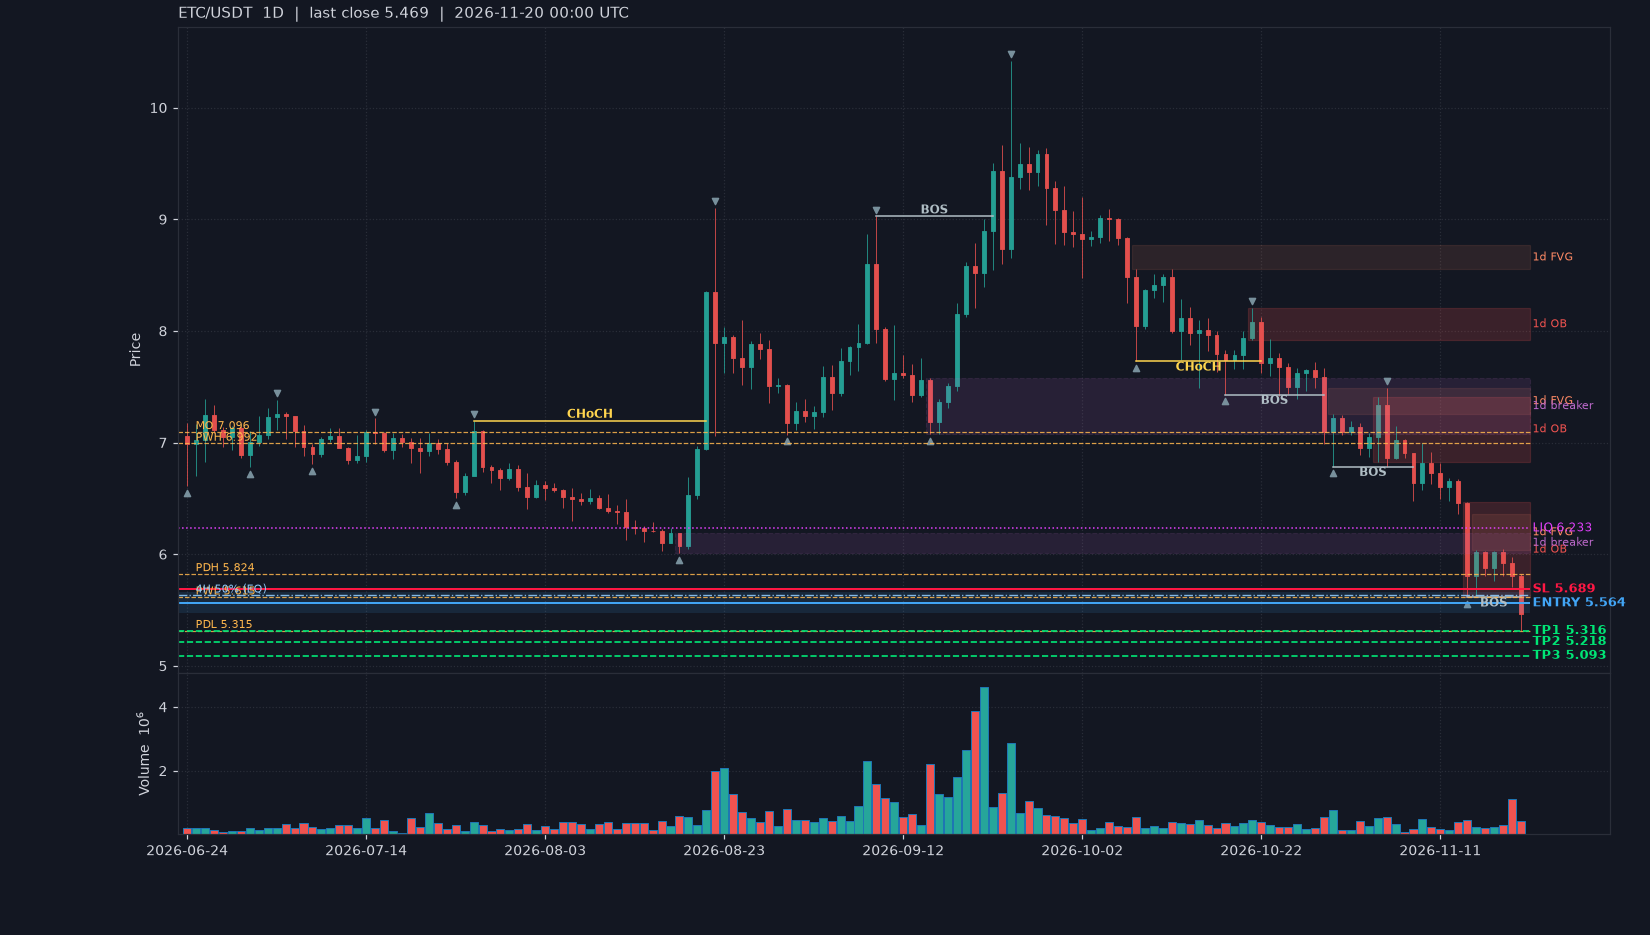 ETC/USDT 1D | last close 5.469 | 2026-11-20 00:00 UTC
Price
10
9
8
7
6
5
BOS
CHoCH
CHoCH
BOS
BOS
BOS
1d FVG
1d OB
1d FVG
1d breaker
1d OB
MO 7.096
PWH 6.992
1d FVG
1d breaker
1d OB
PDH 5.824
SL 5.689
ENTRY 5.564
PDL 5.315
TP1 5.316
TP2 5.218
TP3 5.093
Volume 10⁶
4
2
2026-06-24
2026-07-14
2026-08-03
2026-08-23
2026-09-12
2026-10-02
2026-10-22
2026-11-11